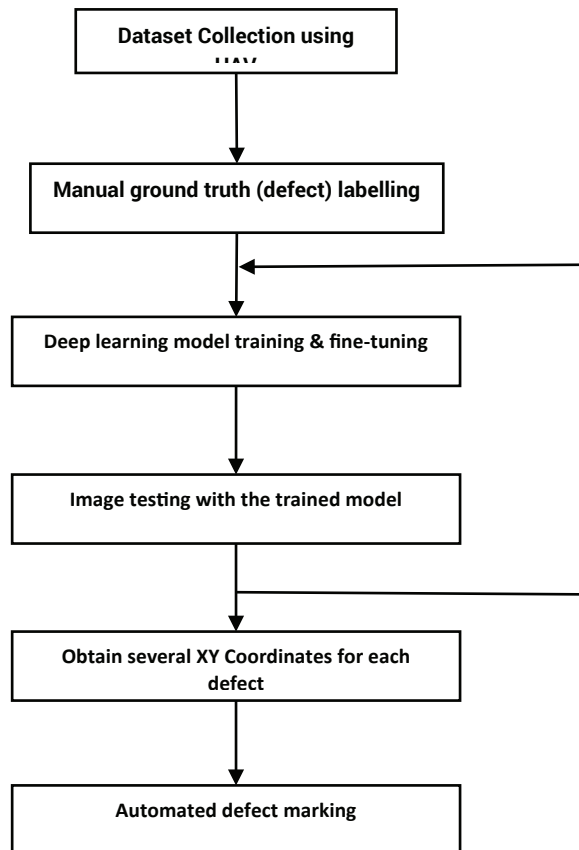 Dataset Collection using
UAV
Manual ground truth (defect) labelling
Deep learning model training & fine-tuning
Image testing with the trained model
Obtain several XY Coordinates for each
defect
Automated defect marking